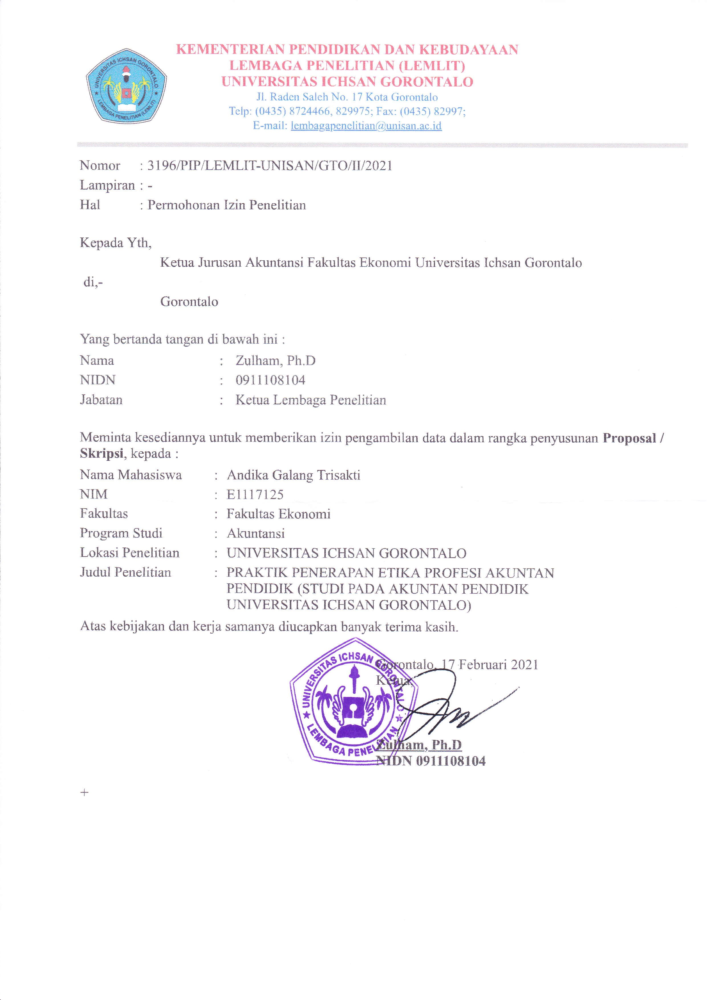 UNIVERSITAS ICHSAN GORONTALO
LEMBAGA PENELITIAN (LEMLIT)
KEMENTERIAN PENDIDIKAN DAN KEBUDAYAAN
LEMBAGA PENELITIAN (LEMLIT)
UNIVERSITAS ICHSAN GORONTALO
Jl. Raden Saleh No. 17 Kota Gorontalo
Telp: (0435) 8724466, 829975; Fax: (0435) 82997;
E-mail: lembagapenelitian@unisan.ac.id
Nomor : 3196/PIP/LEMLIT-UNISAN/GTO/II/2021
Lampiran : -
Hal : Permohonan Izin Penelitian
Kepada Yth,
Ketua Jurusan Akuntansi Fakultas Ekonomi Universitas Ichsan Gorontalo
di,-
Gorontalo
Yang bertanda tangan di bawah ini :
Nama : Zulham, Ph.D
NIDN : 0911108104
Jabatan : Ketua Lembaga Penelitian
Meminta kesediannya untuk memberikan izin pengambilan data dalam rangka penyusunan Proposal /
Skripsi, kepada :
Nama Mahasiswa : Andika Galang Trisakti
NIM : E1117125
Fakultas : Fakultas Ekonomi
Program Studi : Akuntansi
Lokasi Penelitian : UNIVERSITAS ICHSAN GORONTALO
Judul Penelitian : PRAKTIK PENERAPAN ETIKA PROFESI AKUNTAN
PENDIDIK (STUDI PADA AKUNTAN PENDIDIK
UNIVERSITAS ICHSAN GORONTALO)
Atas kebijakan dan kerja samanya diucapkan banyak terima kasih.
Gorontalo, 17 Februari 2021
Ketua,
UNIVERSITAS ICHSAN GORONTALO
LEMBAGA PENELITIAN
Zulham, Ph.D
NIDN 0911108104
+